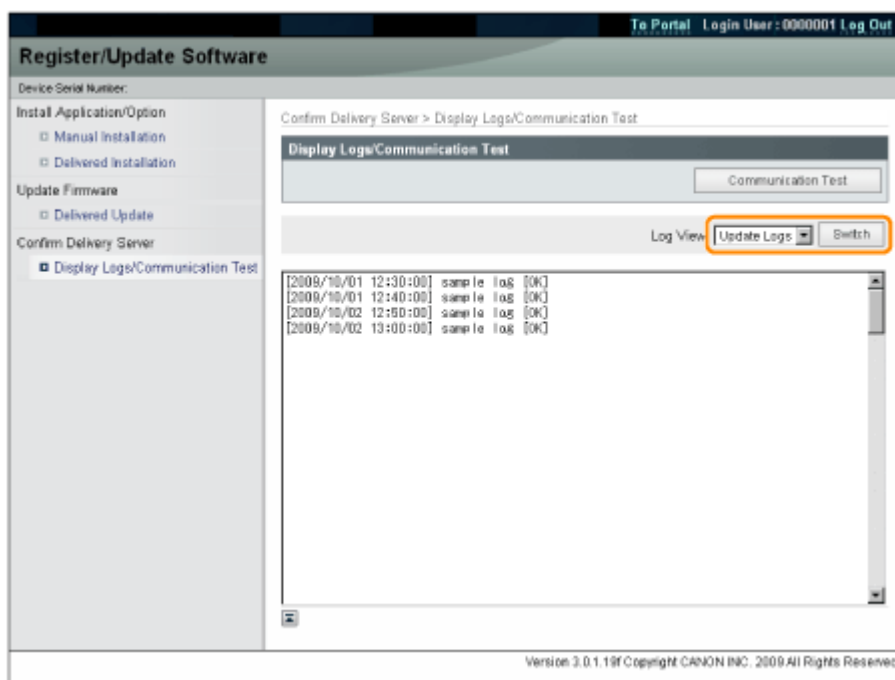 To Portal Login User : 0000001 Log Out
Register/Update Software
Device Serial Number:
Install Application/Option
Manual Installation
Delivered Installation
Update Firmware
Delivered Update
Confirm Delivery Server
Display Logs/Communication Test
Confirm Delivery Server > Display Logs/Communication Test
Display Logs/Communication Test
Communication Test
Log View Update Logs Switch
[2009/10/01 12:30:00] sample log [OK]
[2009/10/01 12:40:00] sample log [OK]
[2009/10/02 12:50:00] sample log [OK]
[2009/10/02 13:00:00] sample log [OK]
Version 3.0.1.19f Copyright CANON INC. 2009 All Rights Reserved